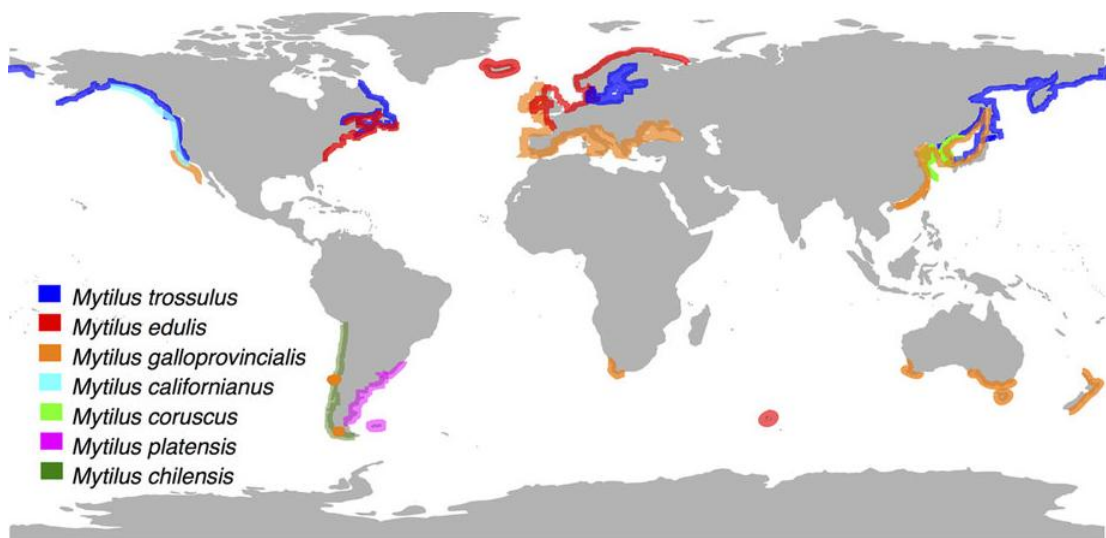 Mytilus trossulus
Mytilus edulis
Mytilus galloprovincialis
Mytilus californianus
Mytilus coruscus
Mytilus platensis
Mytilus chilensis